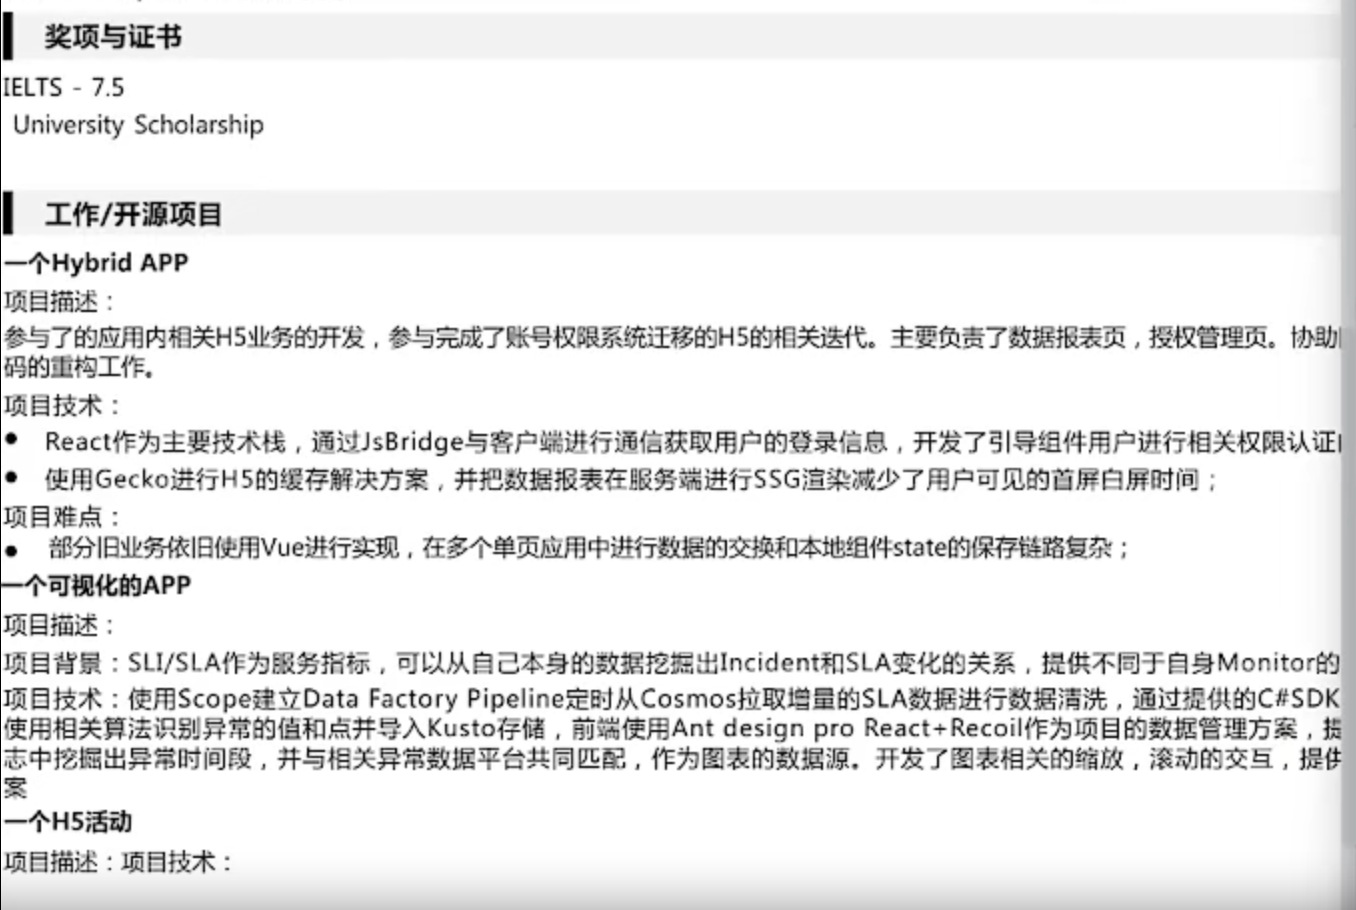 奖项与证书
IELTS - 7.5
University Scholarship
工作/开源项目
一个Hybrid APP
项目描述：
参与了的应用内相关H5业务的开发，参与完成了账号权限系统迁移的H5的相关迭代。主要负责了数据报表页，授权管理页。协助
码的重构工作。
项目技术：
● React作为主要技术栈，通过JsBridge与客户端进行通信获取用户的登录信息，开发了引导组件用户进行相关权限认证
● 使用Gecko进行H5的缓存解决方案，并把数据报表在服务端进行SSG渲染减少了用户可见的首屏白屏时间；
项目难点：
● 部分旧业务依旧使用Vue进行实现，在多个单页应用中进行数据的交换和本地组件state的保存链路复杂；
一个可视化的APP
项目描述：
项目背景：SLI/SLA作为服务指标，可以从自己本身的数据挖掘出Incident和SLA变化的关系，提供不同于自身Monitor的
项目技术：使用Scope建立Data Factory Pipeline定时从Cosmos拉取增量的SLA数据进行数据清洗，通过提供的C#SDK
使用相关算法识别异常的值和点并导入Kusto存储，前端使用Ant design pro React+Recoil作为项目的数据管理方案，提
志中挖掘出异常时间段，并与相关异常数据平台共同匹配，作为图表的数据源。开发了图表相关的缩放，滚动的交互，提供
案
一个H5活动
项目描述：项目技术：